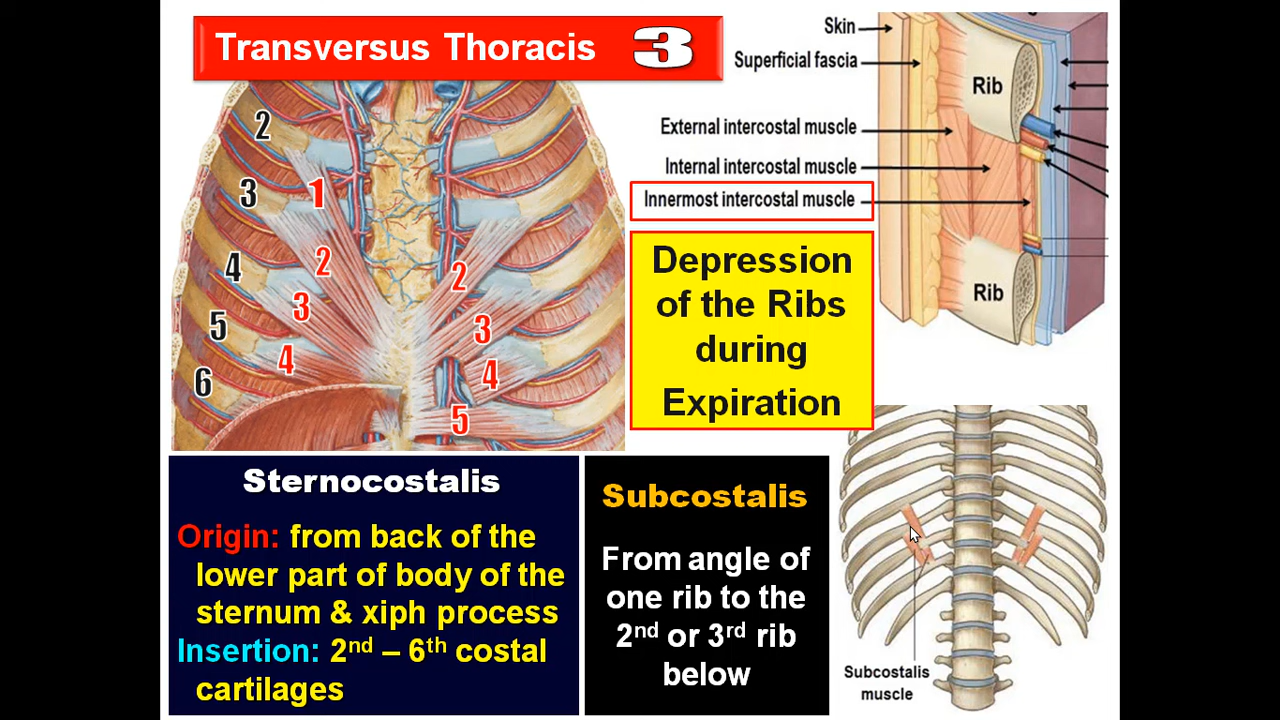 Transversus Thoracis 3
2
3
4
5
6
1
2
3
4
2
3
4
5
Skin
Superficial fascia
External intercostal muscle
Internal intercostal muscle
Innermost intercostal muscle
Rib
Rib
Depression
of the Ribs
during
Expiration
Sternocostalis
Origin: from back of the
lower part of body of the
sternum & xiph process
Insertion: 2nd – 6th costal
cartilages
Subcostalis
From angle of
one rib to the
2nd or 3rd rib
below
Subcostalis
muscle